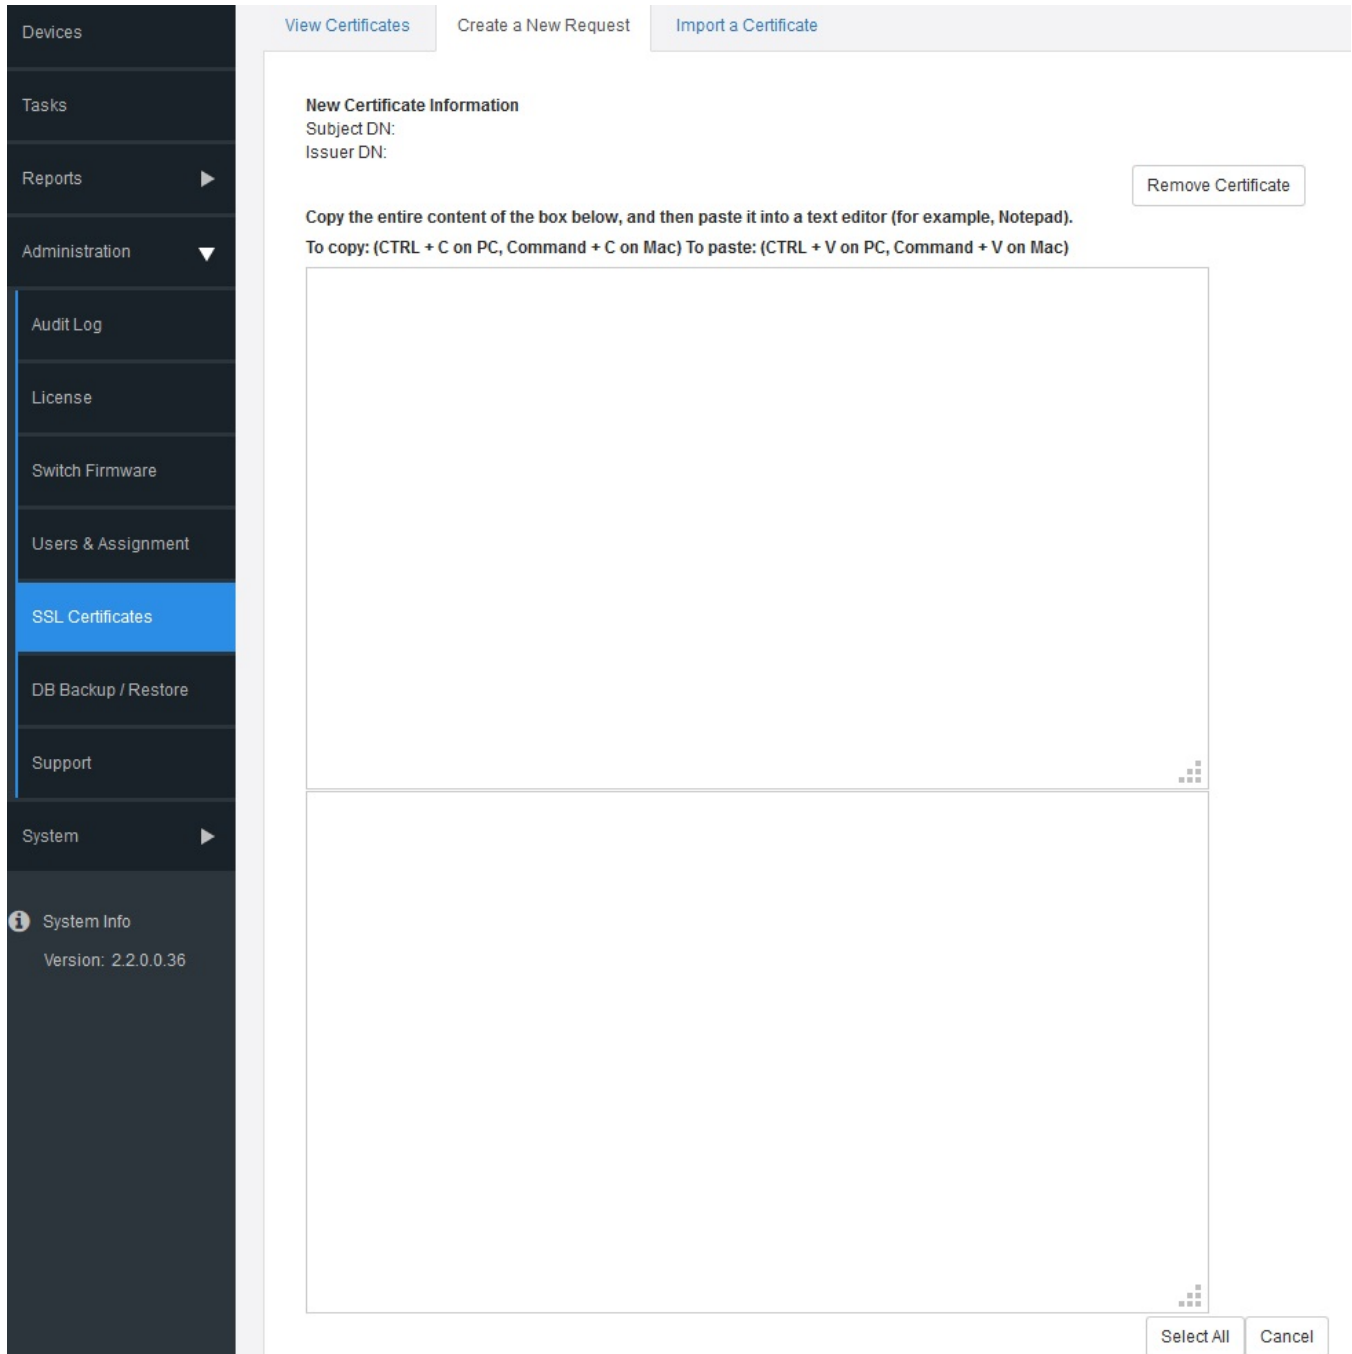 Devices
Tasks
Reports
Administration
Audit Log
License
Switch Firmware
Users & Assignment
SSL Certificates
DB Backup / Restore
Support
System
System Info
Version: 2.2.0.0.36
View Certificates
Create a New Request
Import a Certificate
New Certificate Information
Subject DN:
Issuer DN:
Remove Certificate
Copy the entire content of the box below, and then paste it into a text editor (for example, Notepad).
To copy: (CTRL + C on PC, Command + C on Mac) To paste: (CTRL + V on PC, Command + V on Mac)
Select All
Cancel